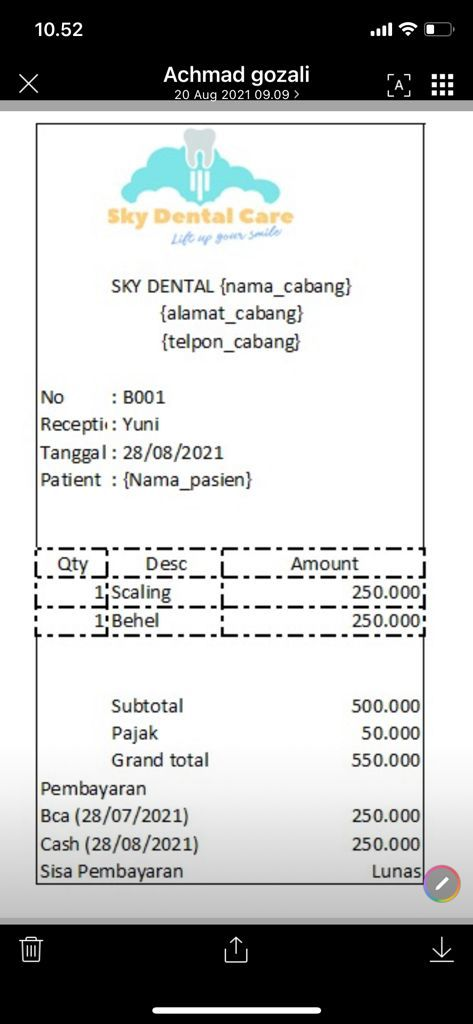 10.52
Achmad gozali
20 Aug 2021 09.09 >
A
Sky Dental Care
Lift up your smile
SKY DENTAL {nama_cabang}
{alamat_cabang}
{telpon_cabang}
No : B001
Recepti : Yuni
Tanggal : 28/08/2021
Patient : {Nama_pasien}
Qty Desc Amount
1 Scaling 250.000
1 Behel 250.000
Subtotal 500.000
Pajak 50.000
Grand total 550.000
Pembayaran
Bca (28/07/2021) 250.000
Cash (28/08/2021) 250.000
Sisa Pembayaran Lunas